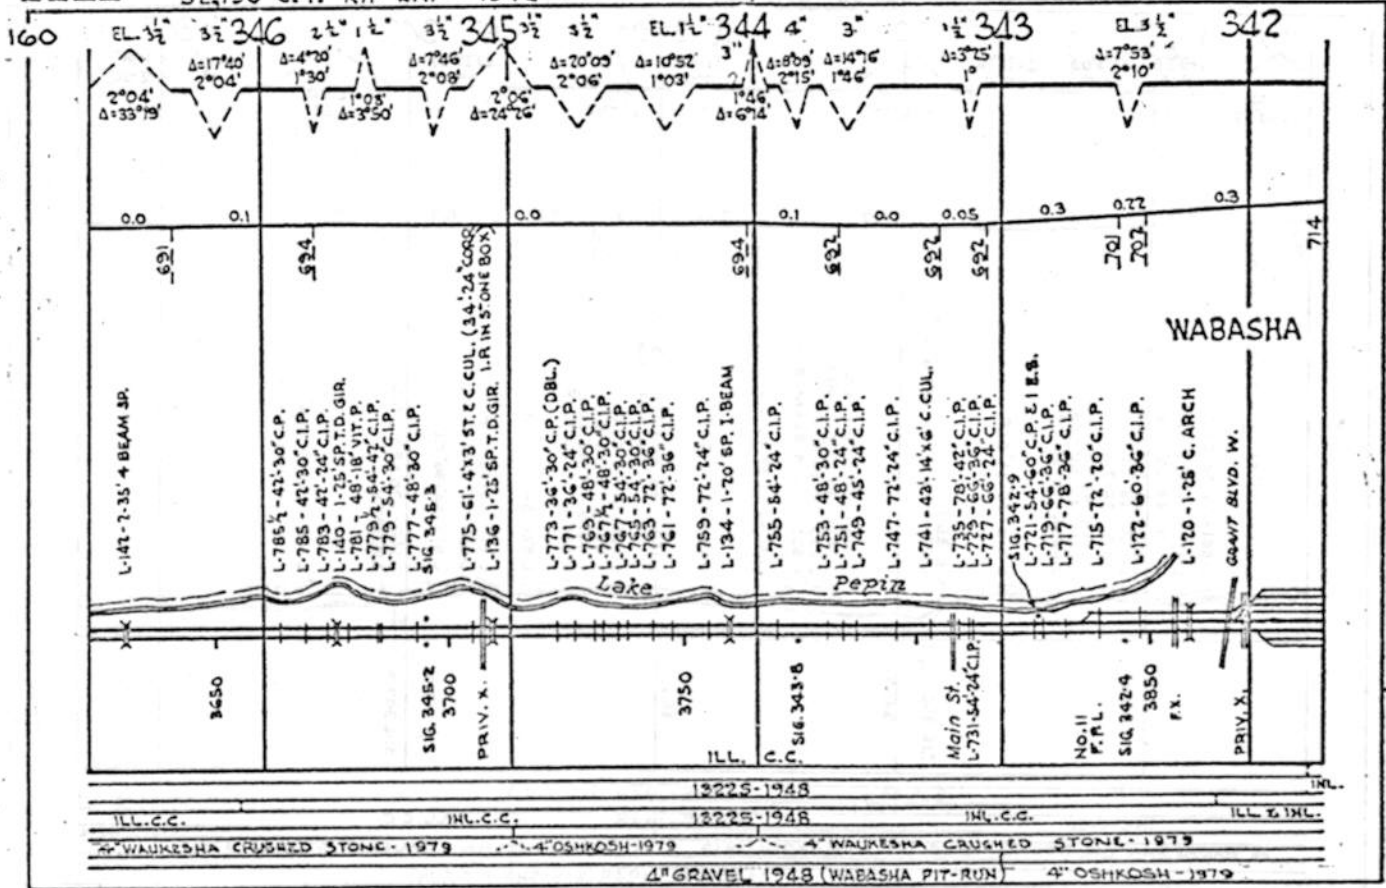 160
EL. 3½" 3½" 346 2½" 1½" 3½" 345 3½" 3½" EL.1½" 344 4" 3" 1½" 343 EL.3½" 342
3"
Δ=17°40' Δ=4°20' Δ=7°46' Δ=20°09' Δ=10°52' Δ=8°09' Δ=14°16' Δ=3°25' Δ=7°53'
2°04' 1°30' 2°08' 2°06' 1°03' 2°15' 1°46' 1° 2°10'
2°04' 1°03' 2°06' 1°46'
Δ=33°19' Δ=3°50' Δ=24°26' Δ=6°14'
0.0 0.1 0.0 0.1 0.0 0.05 0.3 0.22 0.3
691
694
694
692
692
692
701
702
714
WABASHA
L-142-2-35' 4 BEAM SP.
L-785½-42'-30" C.P.
L-785-42'-30" C.I.P.
L-783-42'-24" C.I.P.
L-140-1-25' SP.T.D.GIR.
L-781-48'-18" VIT.P.
L-779½-54'-42" C.I.P.
L-779-54'-30" C.I.P.
L-777-48'-30" C.I.P.
SIG. 345.3
L-775-61'-4'x3' ST.& C.CUL. (34'-24" CORR.
I.P. IN STONE BOX)
L-136-1-25' SP.T.D.GIR.
L-773-36'-30" C.P. (DBL.)
L-771-36'-24" C.I.P.
L-769-48'-30" C.I.P.
L-767½-48'-30" C.I.P.
L-767-54'-30" C.I.P.
L-765-54'-30" C.I.P.
L-763-72'-36" C.I.P.
L-761-72'-36" C.I.P.
L-759-72'-24" C.I.P.
L-134-1-20' SP. I-BEAM
L-755-54'-24" C.I.P.
L-753-48'-30" C.I.P.
L-751-48'-24" C.I.P.
L-749-45'-24" C.I.P.
L-747-72'-24" C.I.P.
L-741-43'-14'x6' C.CUL.
L-735-78'-42" C.I.P.
L-729-66'-36" C.I.P.
L-727-66'-24" C.I.P.
SIG. 342.9
L-721-54'-60" C.P. & I E.B.
L-719-66'-36" C.I.P.
L-717-78'-36" C.I.P.
L-715-72'-20" C.I.P.
L-122-60'-36" C.I.P.
L-120-1-25' C. ARCH
GRANT BLVD. W.
Lake Pepin
3650
SIG. 345.2
3700
PRIV. X.
3750
SIG. 343.8
Main St.
L-731-54'-24" C.I.P.
NO.11
P.R.L.
SIG. 342.4
3850
F.X.
PRIV. X.
ILL. C.C.
1322S-1948 INL.
ILL.C.C. INL.C.C. 1322S-1948 INL.C.C. ILL & INL.
4" WAUKESHA CRUSHED STONE-1979 4" OSHKOSH-1979 4" WAUKESHA CRUSHED STONE-1979
4" GRAVEL 1948 (WABASHA PIT-RUN) 4" OSHKOSH-1979